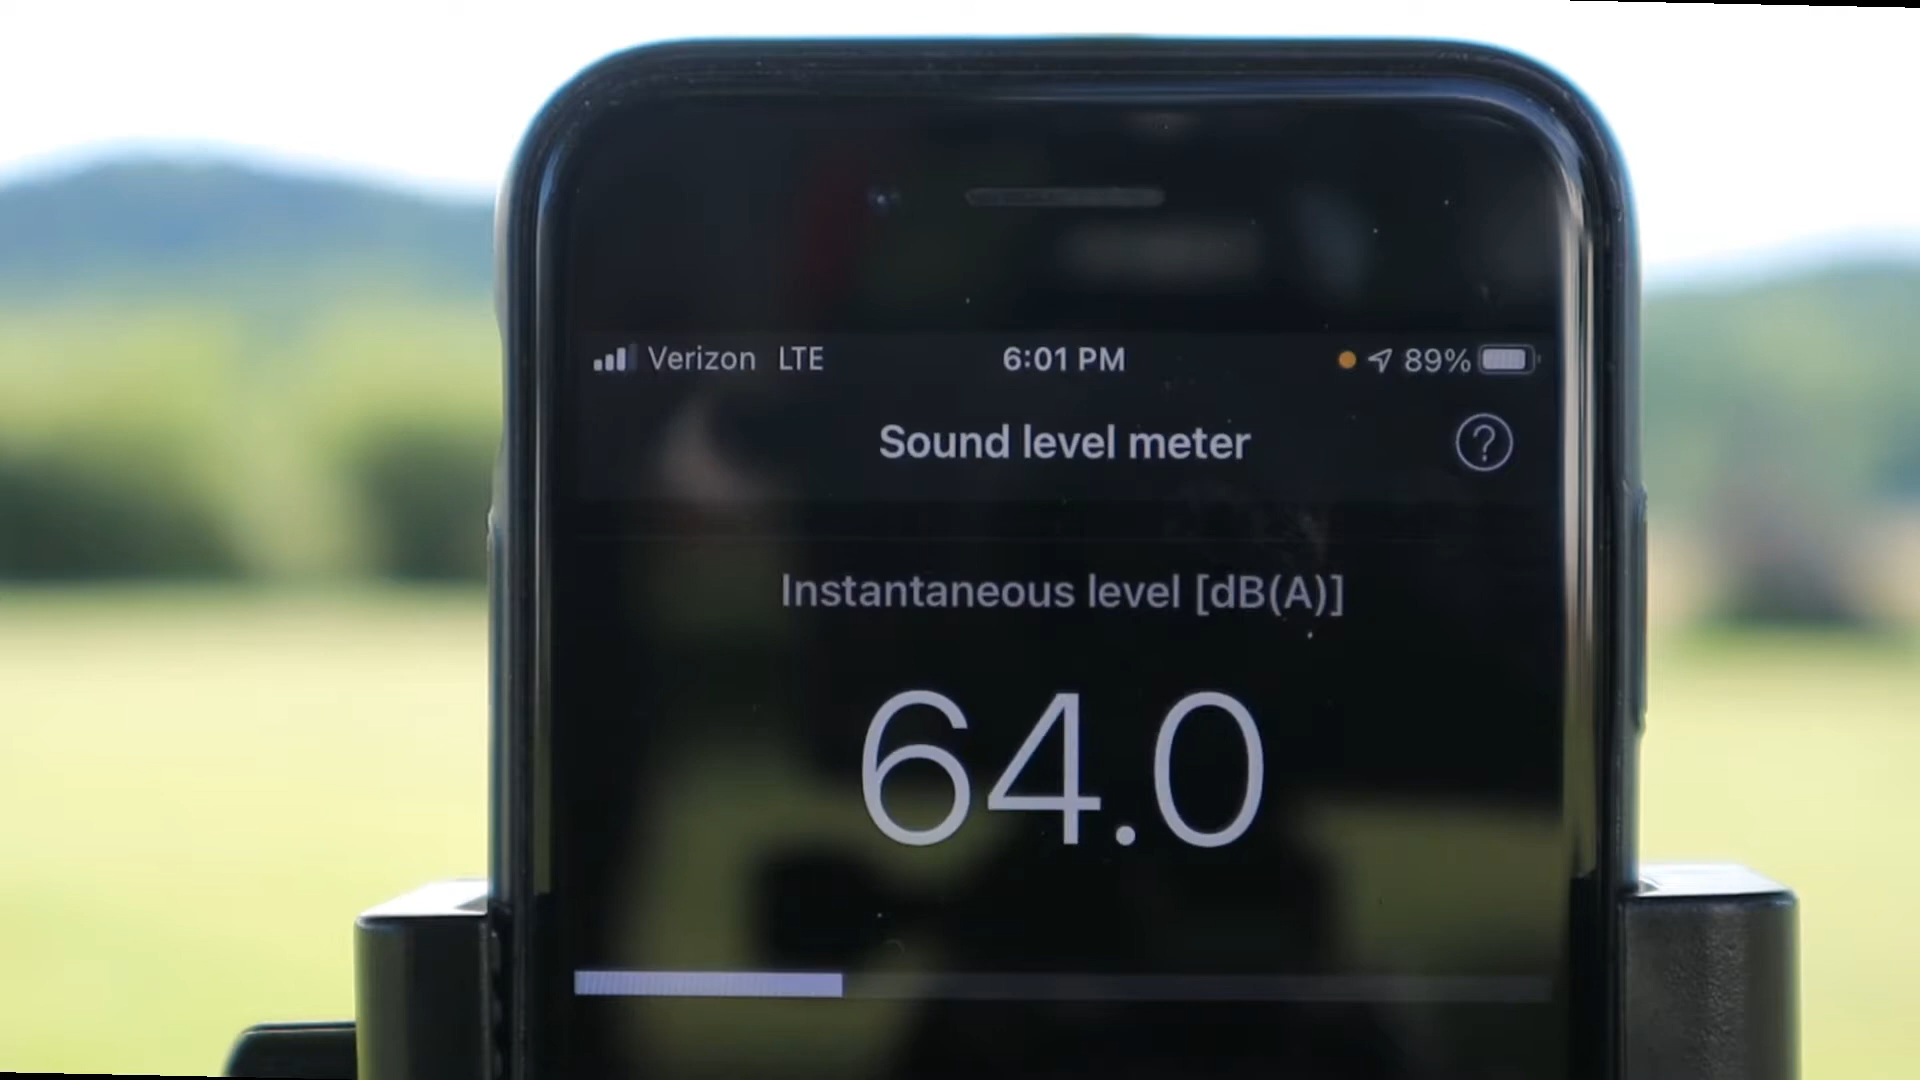 Verizon LTE 6:01 PM 89%
Sound level meter ?
Instantaneous level [dB(A)]
64.0